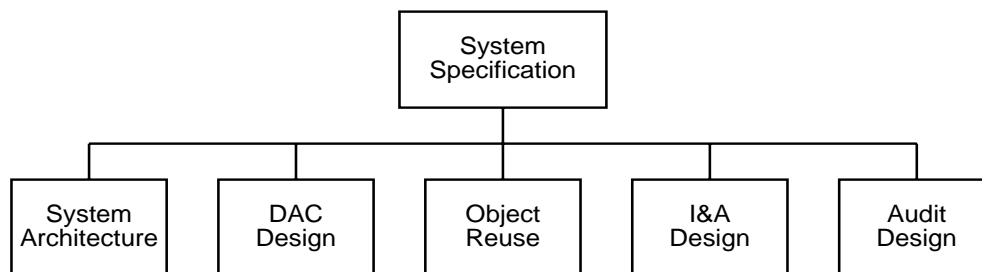 System
Specification
System
Architecture
DAC
Design
Object
Reuse
I&A
Design
Audit
Design